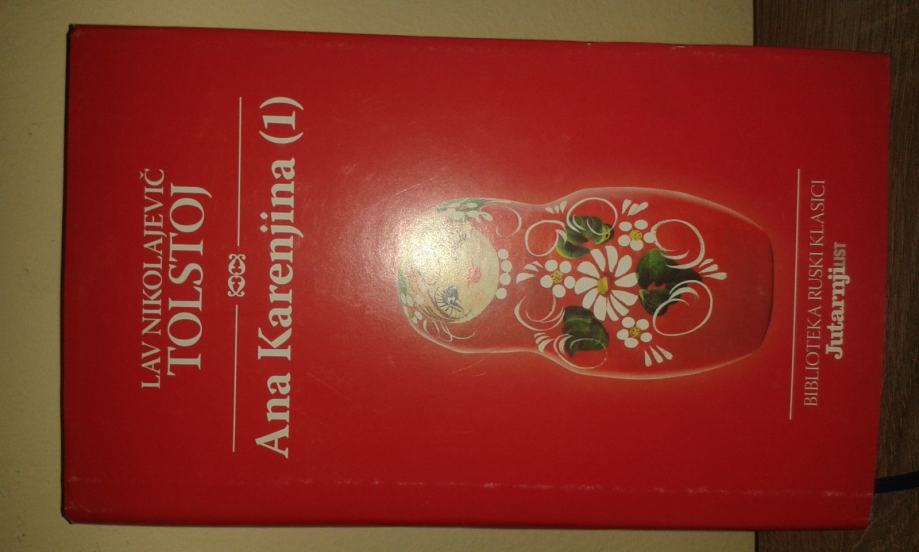 LAV NIKOLAJEVIČ
TOLSTOJ
Ana Karenjina (1)
BIBLIOTEKA RUSKI KLASICI
Jutarnji LIST